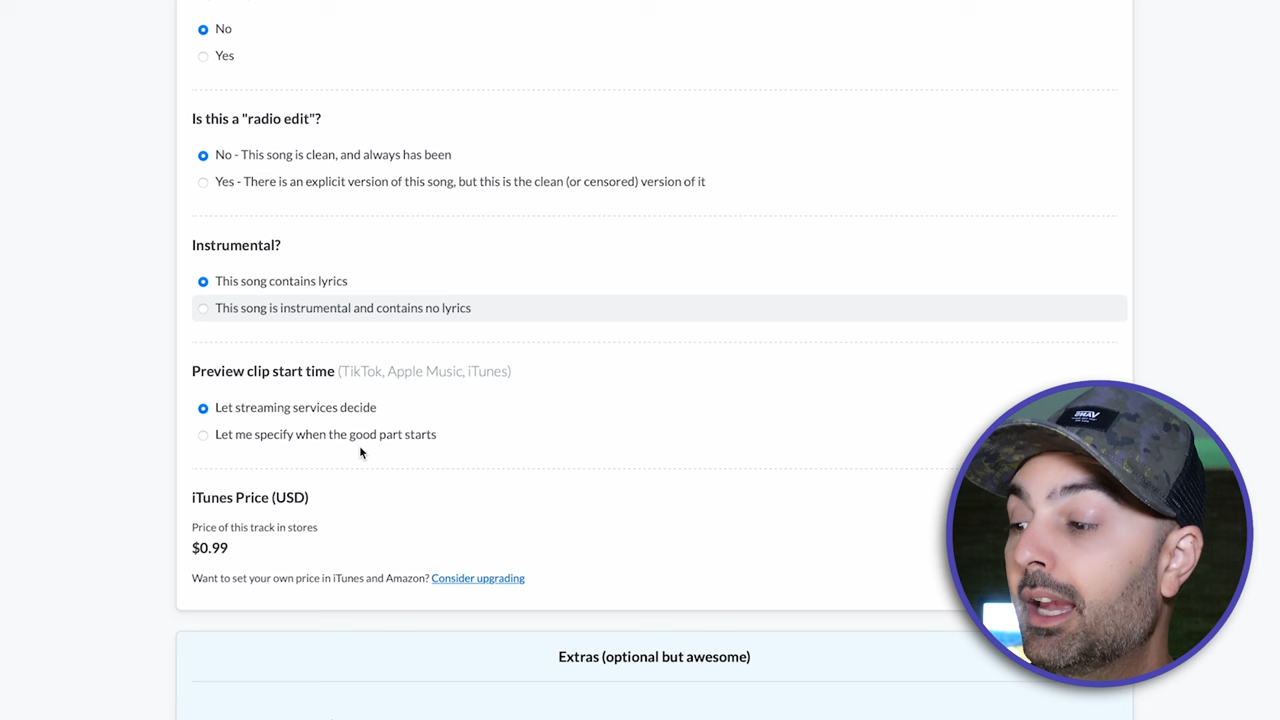 No
Yes
Is this a "radio edit"?
No - This song is clean, and always has been
Yes - There is an explicit version of this song, but this is the clean (or censored) version of it
Instrumental?
This song contains lyrics
This song is instrumental and contains no lyrics
Preview clip start time (TikTok, Apple Music, iTunes)
Let streaming services decide
Let me specify when the good part starts
iTunes Price (USD)
Price of this track in stores
$0.99
Want to set your own price in iTunes and Amazon? Consider upgrading
Extras (optional but awesome)